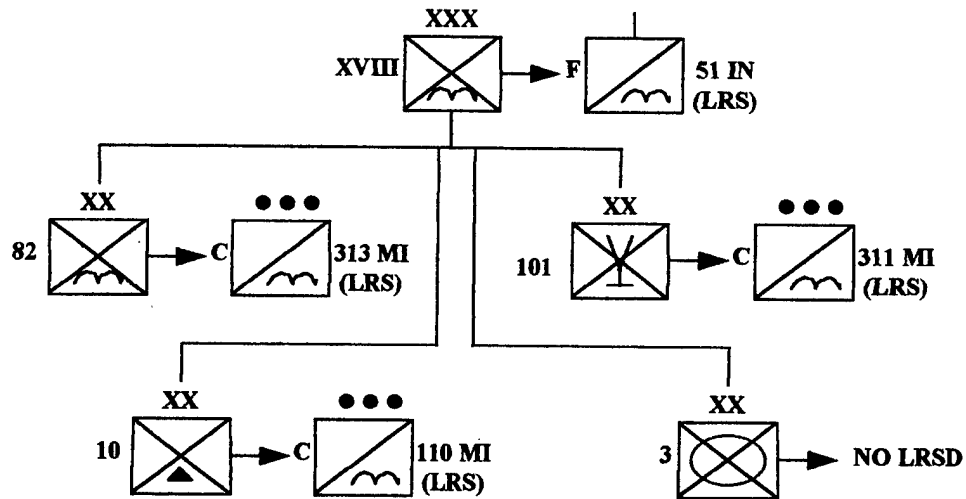 XXX
XVIII
F
51 IN
(LRS)
XX
82
C
313 MI
(LRS)
XX
101
C
311 MI
(LRS)
XX
10
C
110 MI
(LRS)
XX
3
NO LRSD